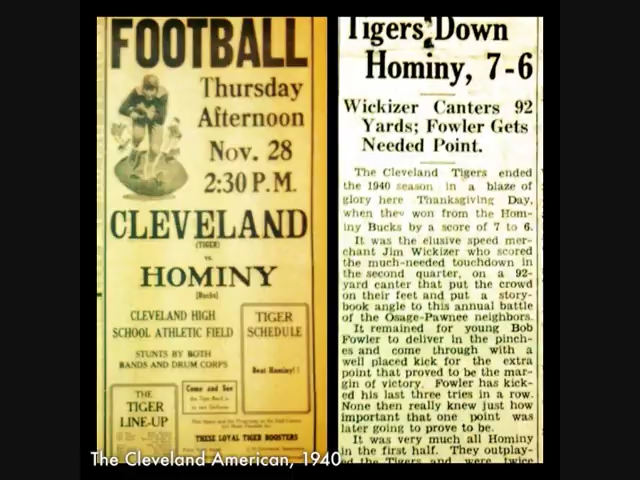 FOOTBALL
Thursday
Afternoon
Nov. 28
2:30 P.M.
CLEVELAND
(TIGER)
vs.
HOMINY
[Bucks]
CLEVELAND HIGH
SCHOOL ATHLETIC FIELD
STUNTS BY BOTH
BANDS AND DRUM CORPS
TIGER
SCHEDULE
Beat Hominy!!
THE
TIGER
LINE-UP
Come and See
THESE LOYAL TIGER BOOSTERS
Tigers Down
Hominy, 7-6
Wickizer Canters 92
Yards; Fowler Gets
Needed Point.
The Cleveland Tigers ended
the 1940 season in a blaze of
glory here Thanksgiving Day,
when they won from the Hom-
iny Bucks by a score of 7 to 6.
It was the elusive speed mer-
chant Jim Wickizer who scored
the much-needed touchdown in
the second quarter, on a 92-
yard canter that put the crowd
on their feet and put a story-
book angle to this annual battle
of the Osage-Pawnee neighbors.
It remained for young Bob
Fowler to deliver in the pinch-
es and come through with a
well placed kick for the extra
point that proved to be the mar-
gin of victory. Fowler has kick-
ed his last three tries in a row.
None then really knew just how
important that one point was
later going to prove to be.
It was very much all Hominy
in the first half. They outplay-
ed the Tigers and were twice
The Cleveland American, 1940